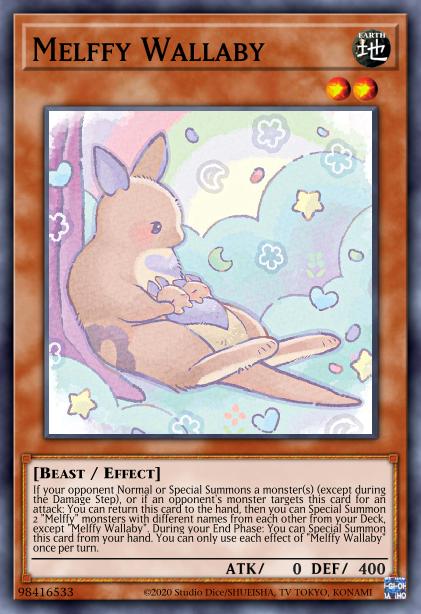 MELFFY WALLABY
EARTH
地
[BEAST / EFFECT]
If your opponent Normal or Special Summons a monster(s) (except during
the Damage Step), or if an opponent's monster targets this card for an
attack: You can return this card to the hand, then you can Special Summon
2 "Melffy" monsters with different names from each other from your Deck,
except "Melffy Wallaby". During your End Phase: You can Special Summon
this card from your hand. You can only use each effect of "Melffy Wallaby"
once per turn.
ATK/ 0 DEF/ 400
98416533
©2020 Studio Dice/SHUEISHA, TV TOKYO, KONAMI